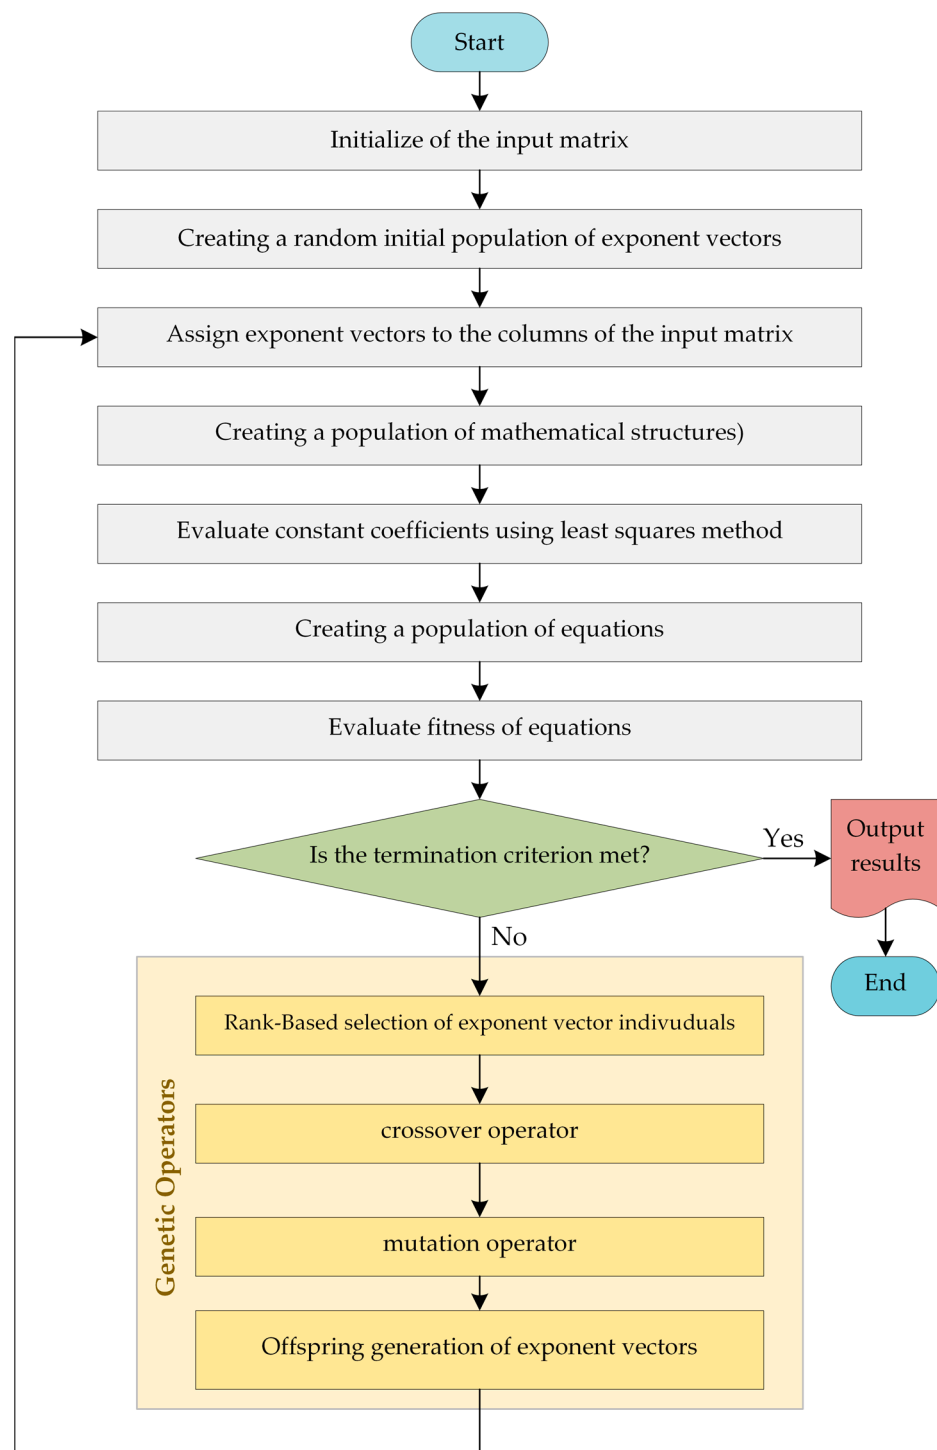 Start
Initialize of the input matrix
Creating a random initial population of exponent vectors
Assign exponent vectors to the columns of the input matrix
Creating a population of mathematical structures)
Evaluate constant coefficients using least squares method
Creating a population of equations
Evaluate fitness of equations
Is the termination criterion met?
Yes
Output
results
End
No
Genetic Operators
Rank-Based selection of exponent vector indivuduals
crossover operator
mutation operator
Offspring generation of exponent vectors